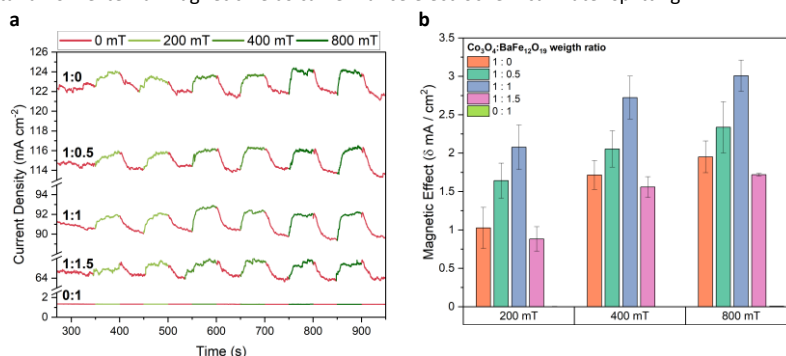 a
0 mT 200 mT 400 mT 800 mT
126
124
122
120
118
116
114
94
92
90
64
2
0
1:0
1:0.5
1:1
1:1.5
0:1
Current Density (mA cm⁻²)
300 400 500 600 700 800 900
Time (s)
b
Co₃O₄:BaFe₁₂O₁₉ weigth ratio
1 : 0
1 : 0.5
1 : 1
1 : 1.5
0 : 1
3.5
3
2.5
2
1.5
1
0.5
0
Magnetic Effect (δ mA / cm²)
200 mT 400 mT 800 mT